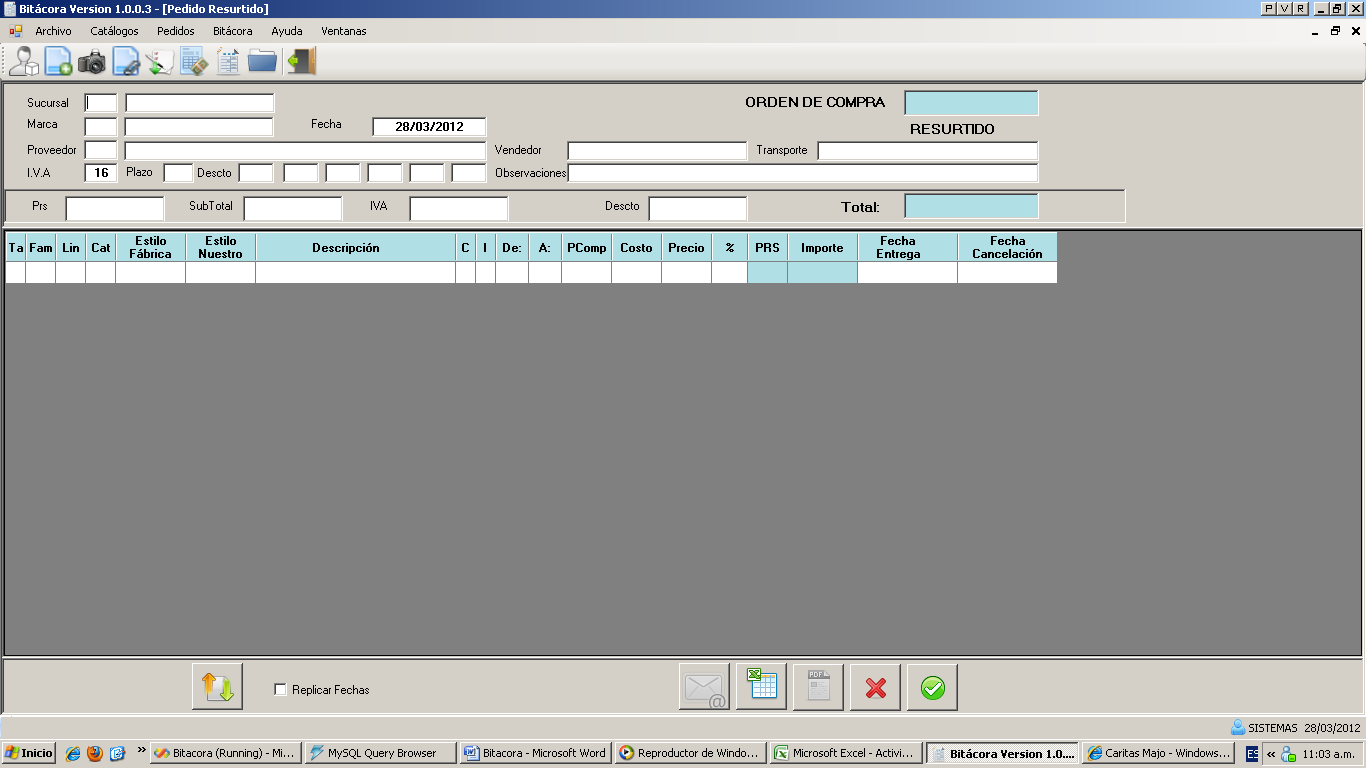 Bitácora Version 1.0.0.3 - [Pedido Resurtido]
P V R
Archivo Catálogos Pedidos Bitácora Ayuda Ventanas
Sucursal ORDEN DE COMPRA
Marca Fecha 28/03/2012 RESURTIDO
Proveedor Vendedor Transporte
I.V.A 16 Plazo Descto Observaciones
Prs SubTotal IVA Descto Total:
Ta Fam Lin Cat Estilo Fábrica Estilo Nuestro Descripción C I De: A: PComp Costo Precio % PRS Importe Fecha Entrega Fecha Cancelación
Replicar Fechas
@
PDF
SISTEMAS 28/03/2012
Inicio » Bitacora (Running) - Mi... MySQL Query Browser Bitacora - Microsoft Word Reproductor de Windo... Microsoft Excel - Activi... Bitácora Version 1.0.... Caritas Majo - Windows... ES « 11:03 a.m.